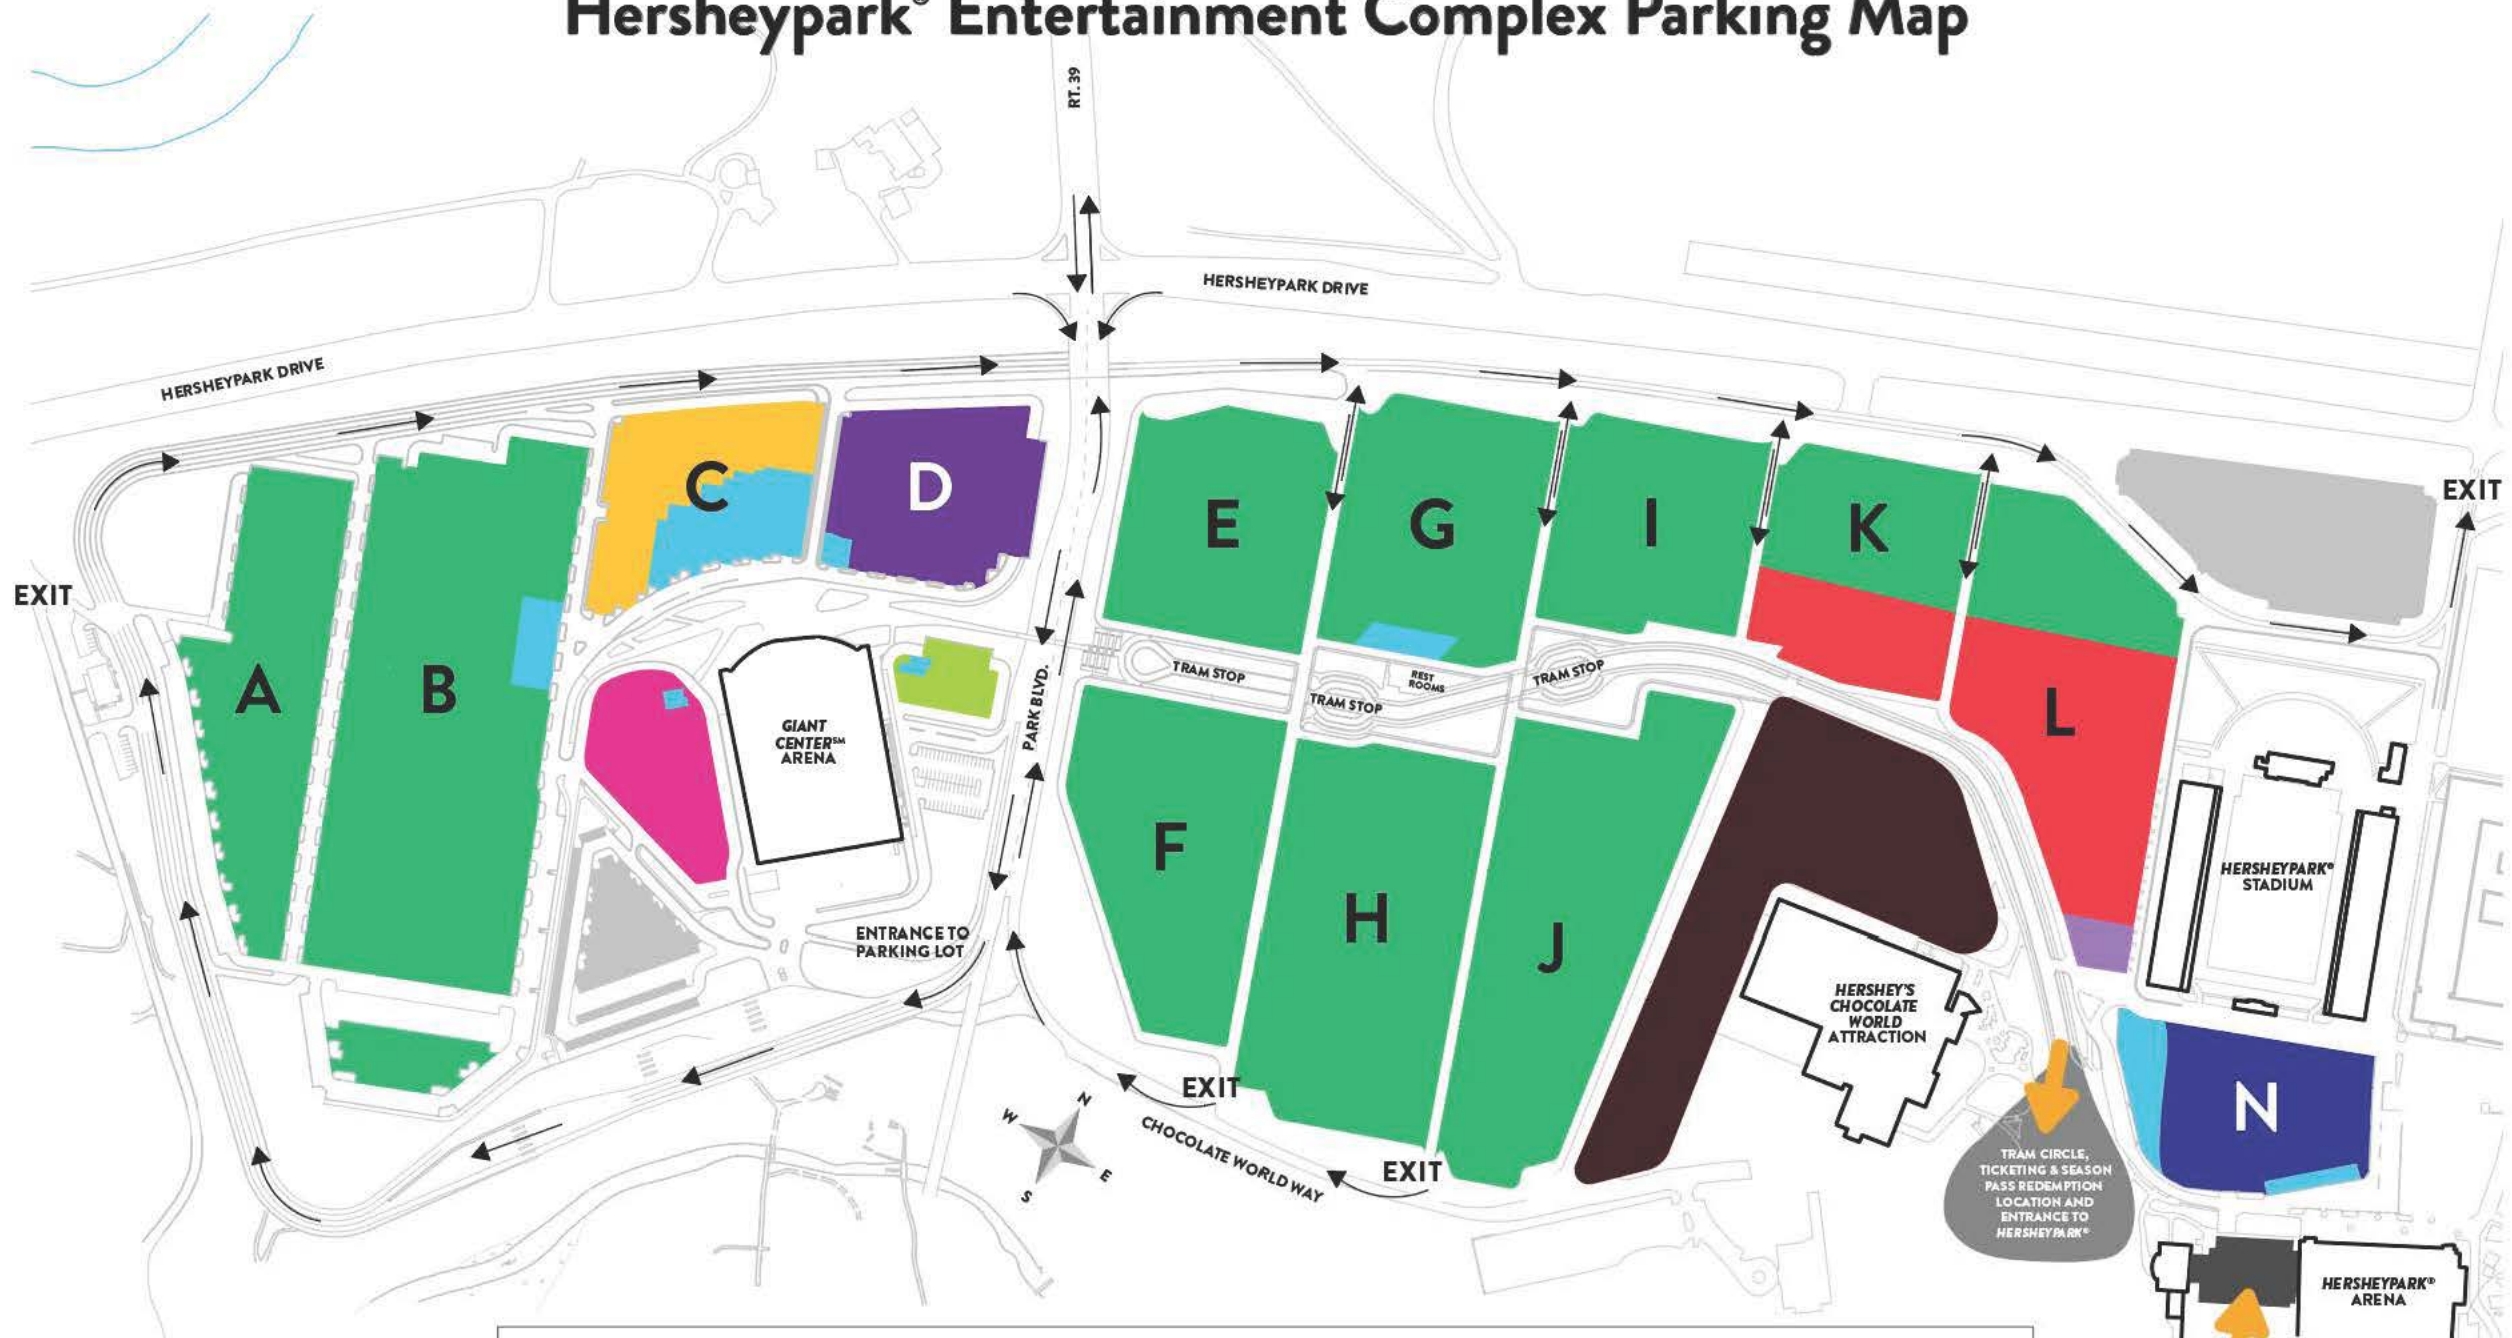 Hersheypark® Entertainment Complex Parking Map
RT. 39
HERSHEYPARK DRIVE
HERSHEYPARK DRIVE
EXIT
EXIT
A
B
C
D
E
G
I
K
L
F
H
J
N
TRAM STOP
TRAM STOP
TRAM STOP
REST
ROOMS
PARK BLVD.
GIANT
CENTER℠
ARENA
ENTRANCE TO
PARKING LOT
HERSHEYPARK®
STADIUM
HERSHEY'S
CHOCOLATE
WORLD
ATTRACTION
EXIT
EXIT
CHOCOLATE WORLD WAY
N
W
E
S
TRAM CIRCLE,
TICKETING & SEASON
PASS REDEMPTION
LOCATION AND
ENTRANCE TO
HERSHEYPARK®
HERSHEYPARK®
ARENA